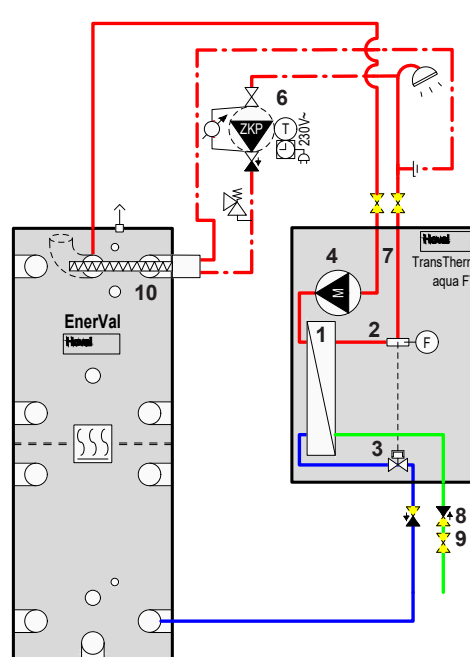 6
ZKP
T
230V~
Hoval
4
7
TransTherm
aqua F
M
10
1
2
EnerVal
F
Hoval
3
8
9